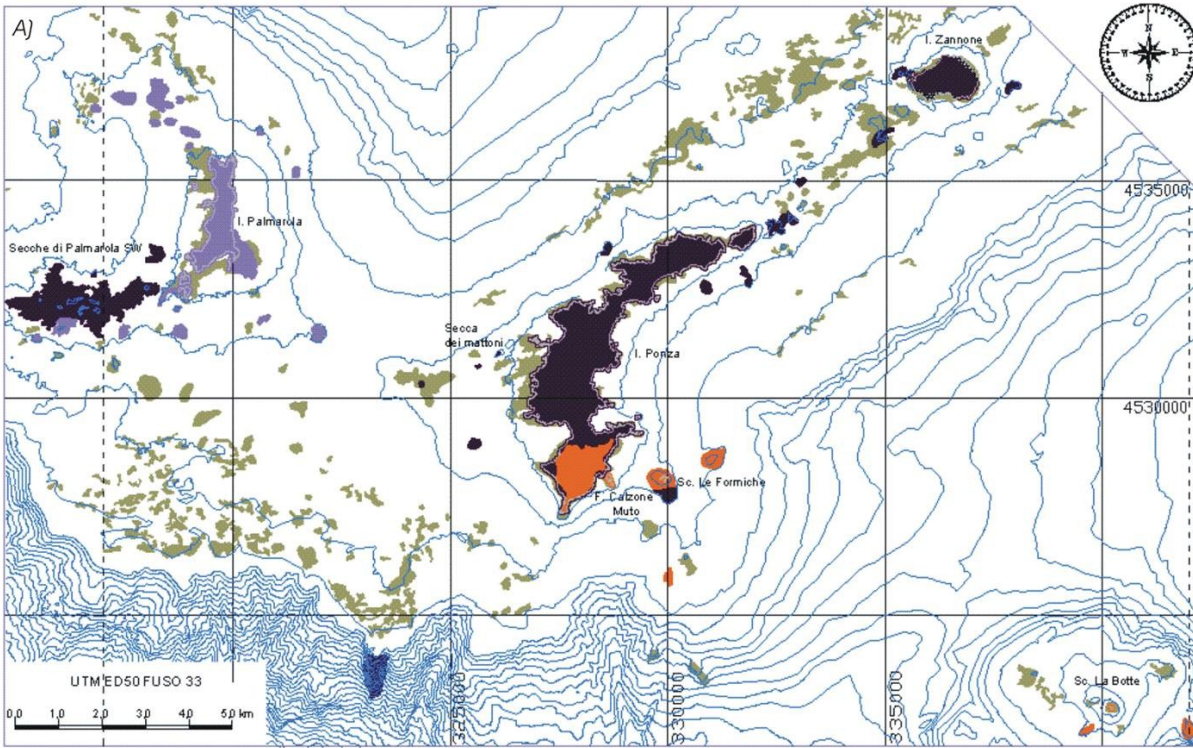 A)
N
W E
S
I. Zannone
4535000
I. Palmarola
Secche di Palmarola SW
Secca
dei mattoni
I. Ponza
4530000
Sc. Le Formiche
F. Calzone
Muto
Sc. La Botte
UTM ED50 FUSO 33
0,0 1,0 2,0 3,0 4,0 5,0 km
325000
330000
335000